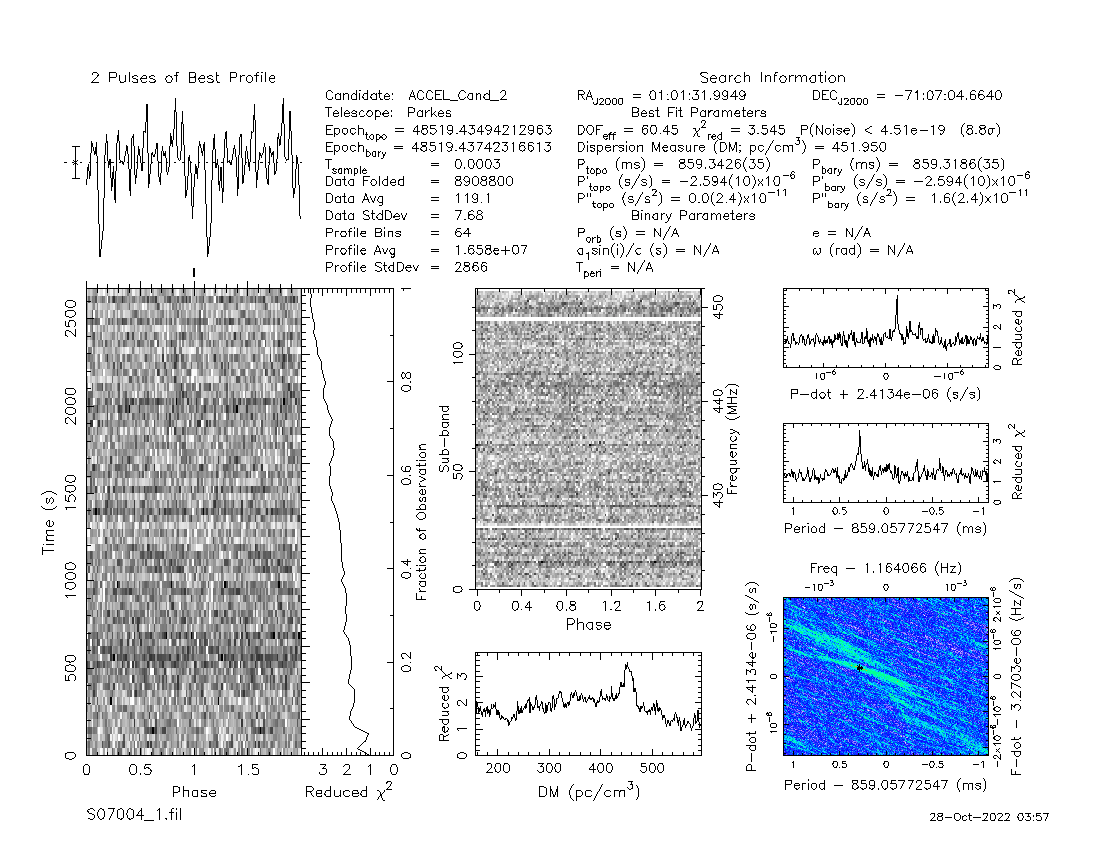 2 Pulses of Best Profile
Search Information
Candidate: ACCEL_Cand_2
RA_J2000 = 01:01:31.9949
DEC_J2000 = -71:07:04.6640
Telescope: Parkes
Best Fit Parameters
Epoch_topo = 48519.43494212963
DOF_eff = 60.45 χ²_red = 3.545 P(Noise) < 4.51e-19 (8.8σ)
Epoch_bary = 48519.43742316613
Dispersion Measure (DM; pc/cm³) = 451.950
T_sample = 0.0003
P_topo (ms) = 859.3426(35)
P_bary (ms) = 859.3186(35)
Data Folded = 8908800
P'_topo (s/s) = -2.594(10)x10⁻⁶
P'_bary (s/s) = -2.594(10)x10⁻⁶
Data Avg = 119.1
P''_topo (s/s²) = 0.0(2.4)x10⁻¹¹
P''_bary (s/s²) = 1.6(2.4)x10⁻¹¹
Data StdDev = 7.68
Binary Parameters
Profile Bins = 64
P_orb (s) = N/A
e = N/A
Profile Avg = 1.658e+07
a₁sin(i)/c (s) = N/A
ω (rad) = N/A
Profile StdDev = 2866
T_peri = N/A
Time (s)
0 500 1000 1500 2000 2500
0 0.5 1 1.5
Phase
Fraction of Observation
0 0.2 0.4 0.6 0.8
3 2 1 0
Reduced χ²
Sub-band
0 50 100
Frequency (MHz)
430 440 450
0 0.4 0.8 1.2 1.6 2
Phase
Reduced χ²
0 1 2 3
200 300 400 500
DM (pc/cm³)
Reduced χ²
0 1 2 3
10⁻⁶ 0 -10⁻⁶
P-dot + 2.4134e-06 (s/s)
Reduced χ²
0 1 2 3
1 0.5 0 -0.5 -1
Period - 859.05772547 (ms)
Freq - 1.164066 (Hz)
-10⁻³ 0 10⁻³
P-dot + 2.4134e-06 (s/s)
-10⁻⁶ 0 10⁻⁶
F-dot - 3.2703e-06 (Hz/s)
-2×10⁻⁶ -10⁻⁶ 0 10⁻⁶ 2×10⁻⁶
1 0.5 0 -0.5 -1
Period - 859.05772547 (ms)
S07004_1.fil
28-Oct-2022 03:57